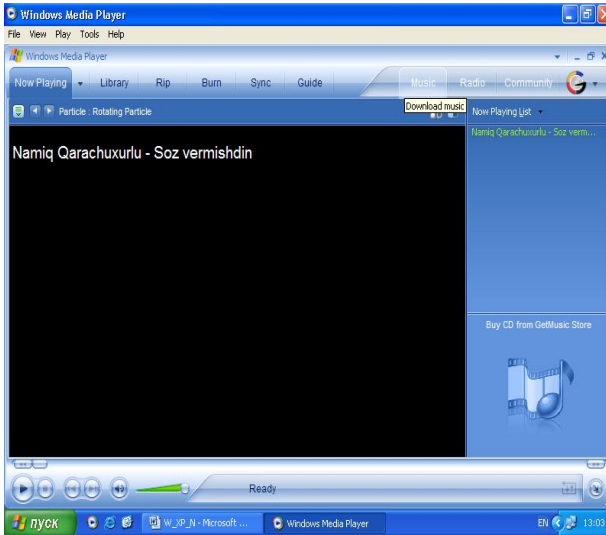 Windows Media Player
File View Play Tools Help
Windows Media Player
Now Playing Library Rip Burn Sync Guide Music Radio Community G
Download music
Particle : Rotating Particle
Now Playing List
Namiq Qarachuxurlu - Soz vermishdin
Namiq Qarachuxurlu - Soz verm...
Buy CD from GetMusic Store
Ready
пуск W_XP_N - Microsoft ... Windows Media Player EN 13:03